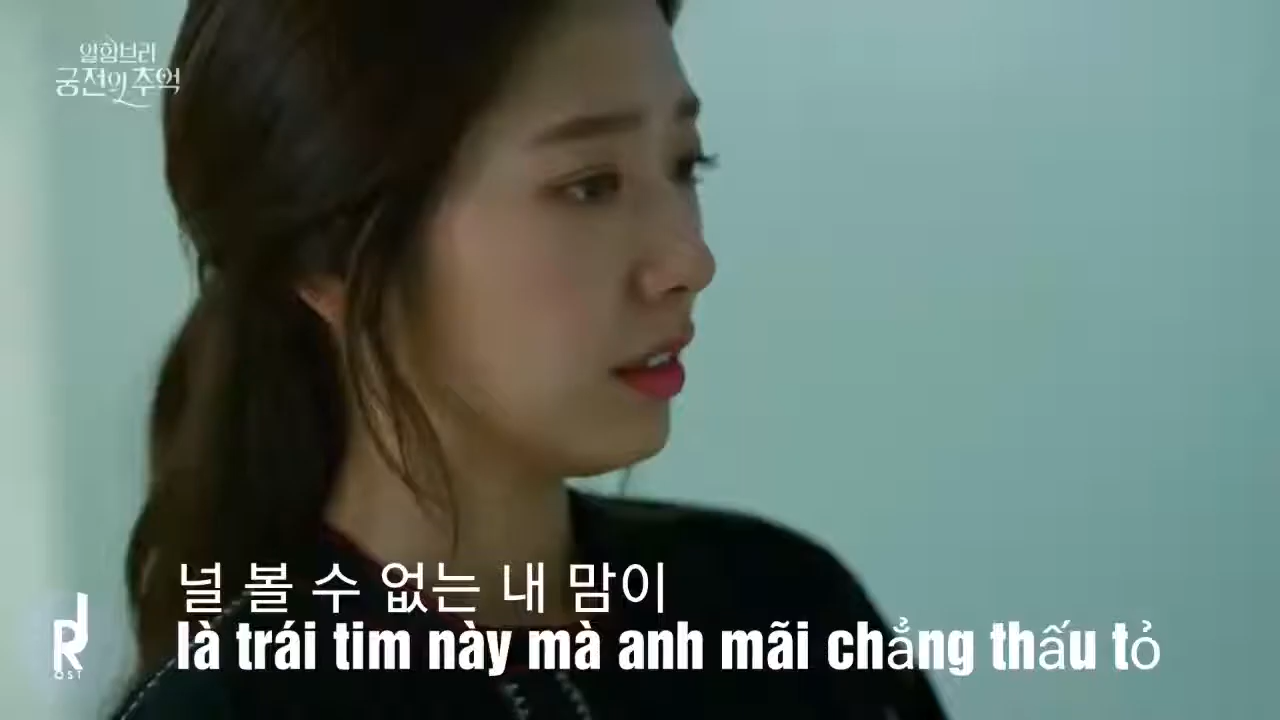 알함브라
궁전의 추억
널 볼 수 없는 내 맘이
là trái tim này mà anh mãi chẳng thấu tỏ
JR
OST